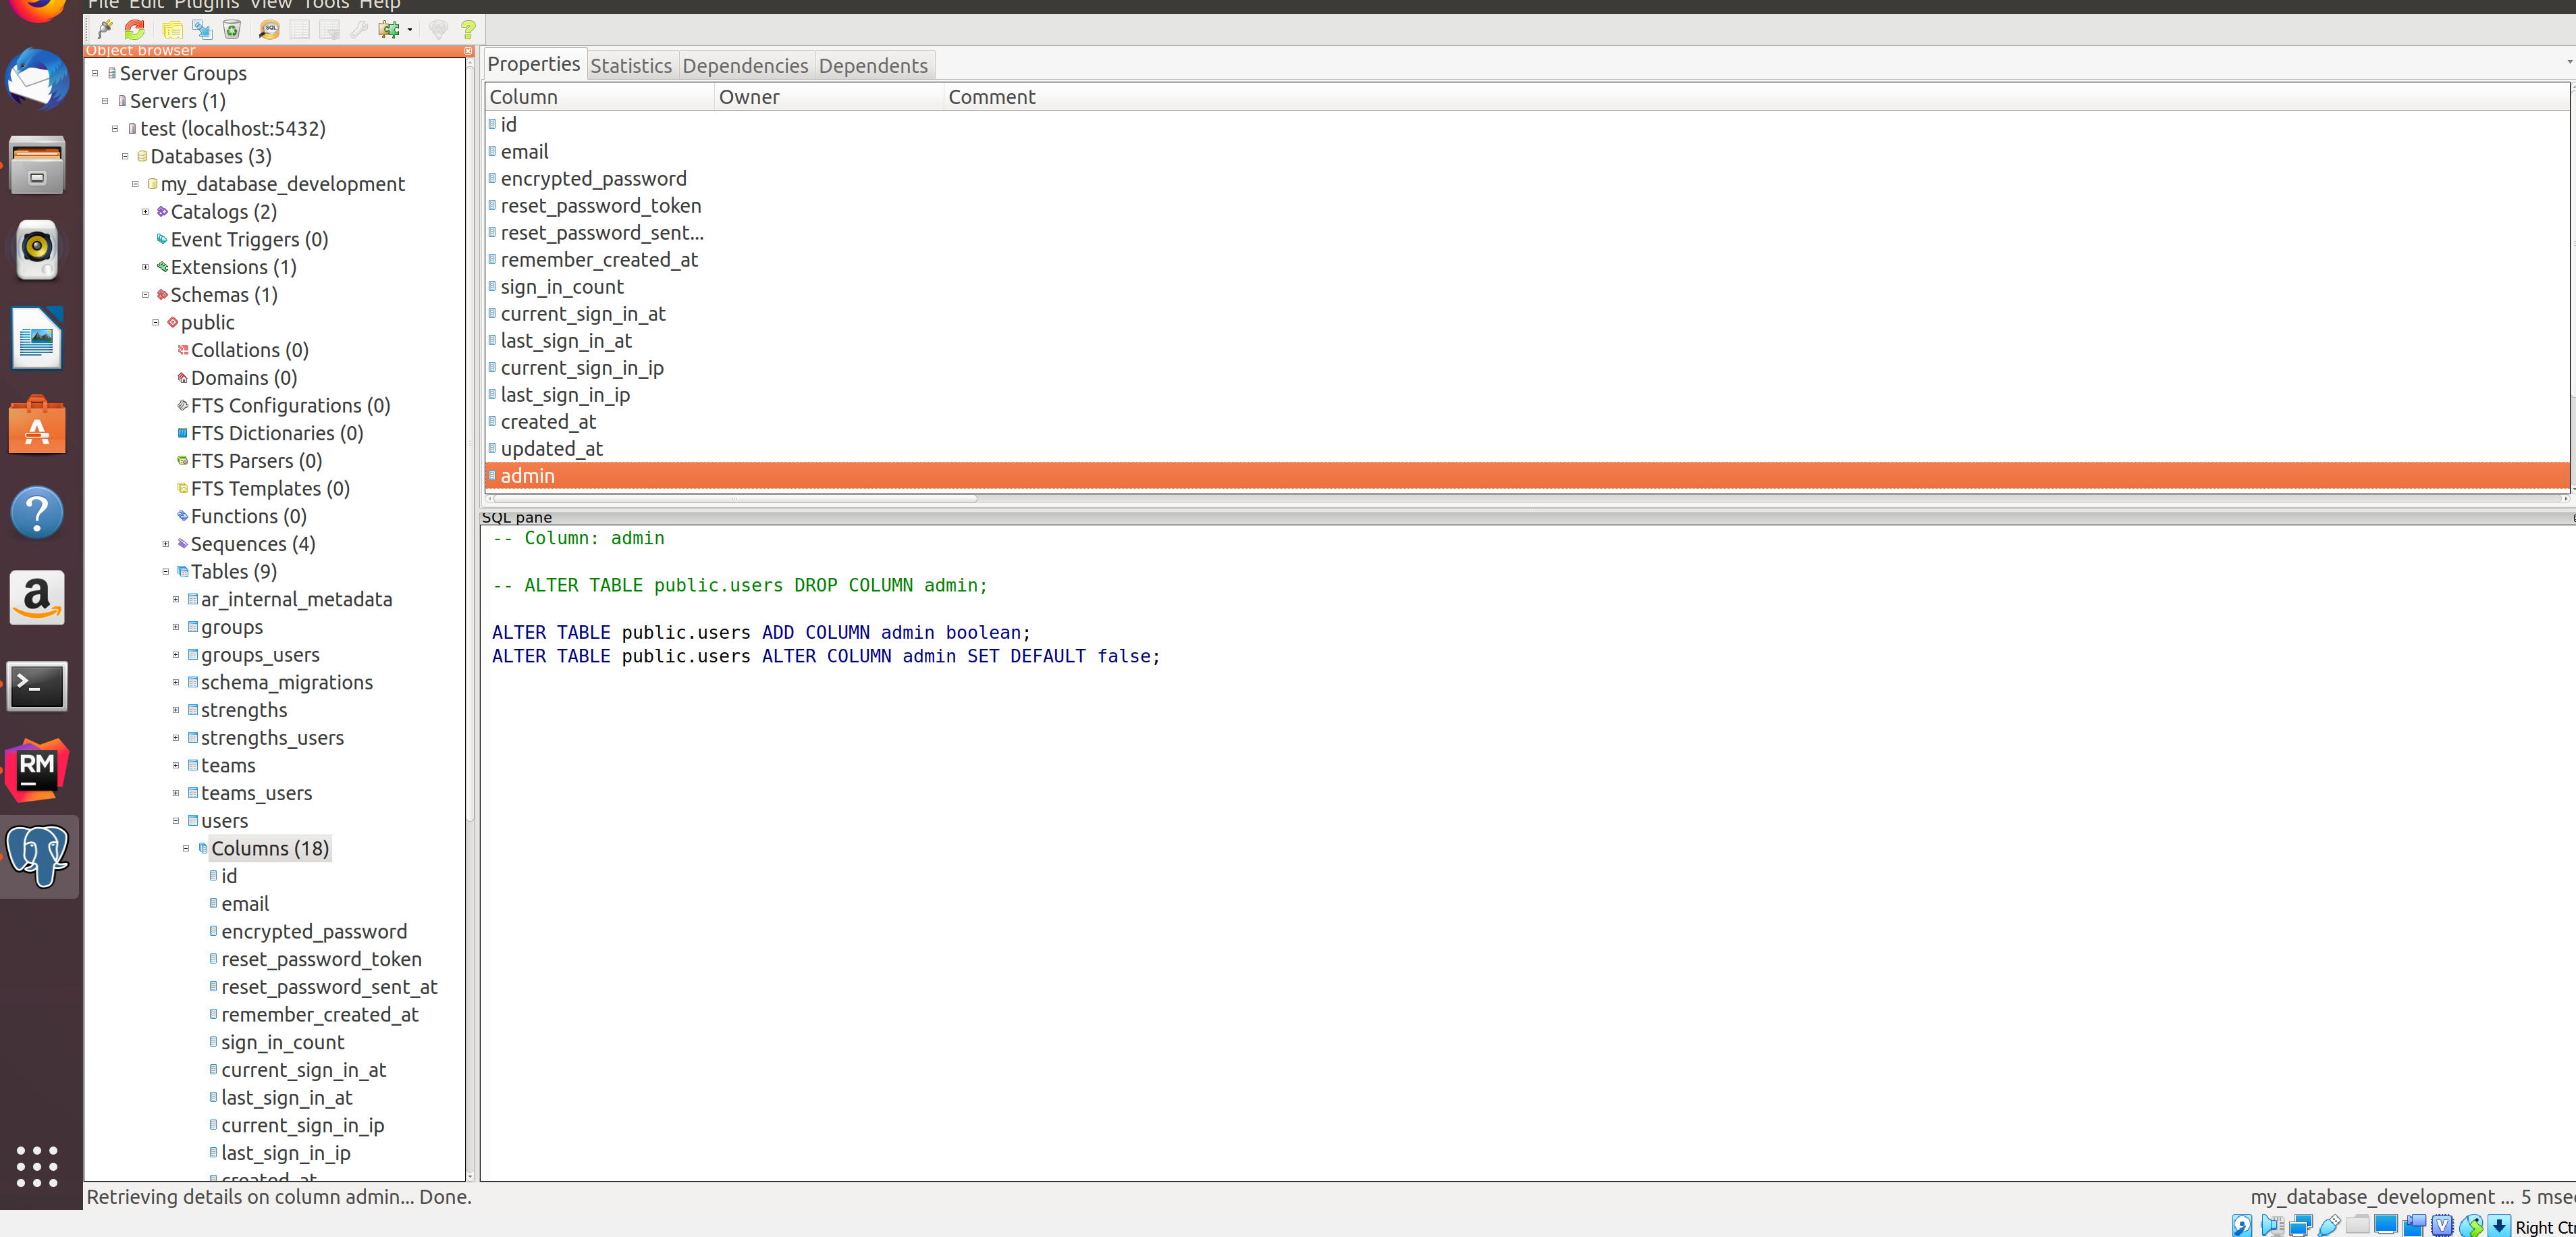 File Edit Plugins View Tools Help
Object browser
Server Groups
Servers (1)
test (localhost:5432)
Databases (3)
my_database_development
Catalogs (2)
Event Triggers (0)
Extensions (1)
Schemas (1)
public
Collations (0)
Domains (0)
FTS Configurations (0)
FTS Dictionaries (0)
FTS Parsers (0)
FTS Templates (0)
Functions (0)
Sequences (4)
Tables (9)
ar_internal_metadata
groups
groups_users
schema_migrations
strengths
strengths_users
teams
teams_users
users
Columns (18)
id
email
encrypted_password
reset_password_token
reset_password_sent_at
remember_created_at
sign_in_count
current_sign_in_at
last_sign_in_at
current_sign_in_ip
last_sign_in_ip
created_at
Properties Statistics Dependencies Dependents
Column Owner Comment
id
email
encrypted_password
reset_password_token
reset_password_sent...
remember_created_at
sign_in_count
current_sign_in_at
last_sign_in_at
current_sign_in_ip
last_sign_in_ip
created_at
updated_at
admin
SQL pane
-- Column: admin
-- ALTER TABLE public.users DROP COLUMN admin;
ALTER TABLE public.users ADD COLUMN admin boolean;
ALTER TABLE public.users ALTER COLUMN admin SET DEFAULT false;
Retrieving details on column admin... Done.
my_database_development ... 5 mse
Right Ct
SQL
A
?
a
>_
RM
V